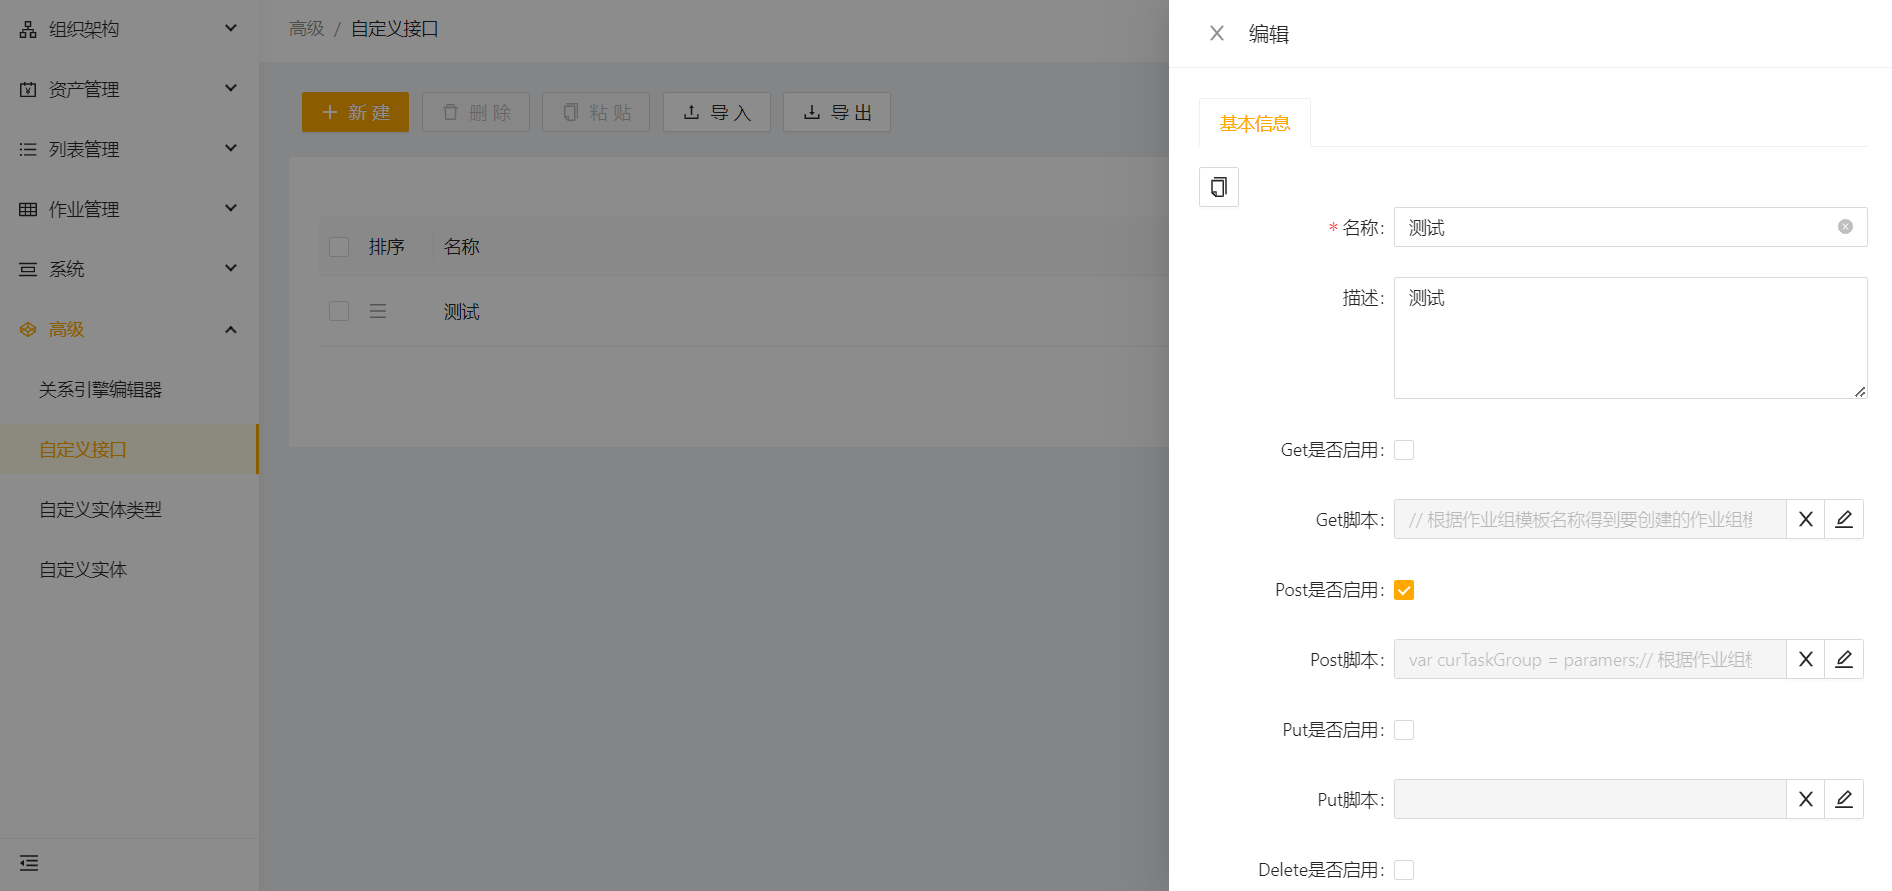 组织架构
资产管理
列表管理
作业管理
系统
高级
关系引擎编辑器
自定义接口
自定义实体类型
自定义实体
高级 / 自定义接口
新建 删除 粘贴 导入 导出
排序 名称
测试
编辑
基本信息
* 名称: 测试
描述: 测试
Get是否启用:
Get脚本: // 根据作业组模板名称得到要创建的作业组
Post是否启用:
Post脚本: var curTaskGroup = paramers;// 根据作业组
Put是否启用:
Put脚本:
Delete是否启用: